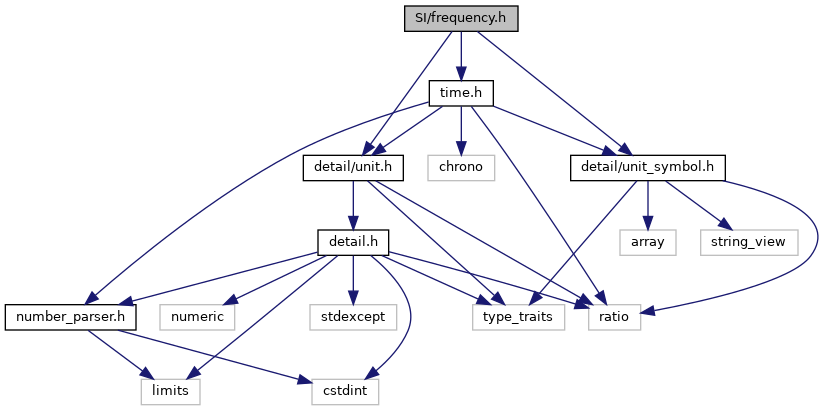 SI/frequency.h
time.h
detail/unit.h
chrono
detail/unit_symbol.h
detail.h
array
string_view
number_parser.h
numeric
stdexcept
type_traits
ratio
limits
cstdint